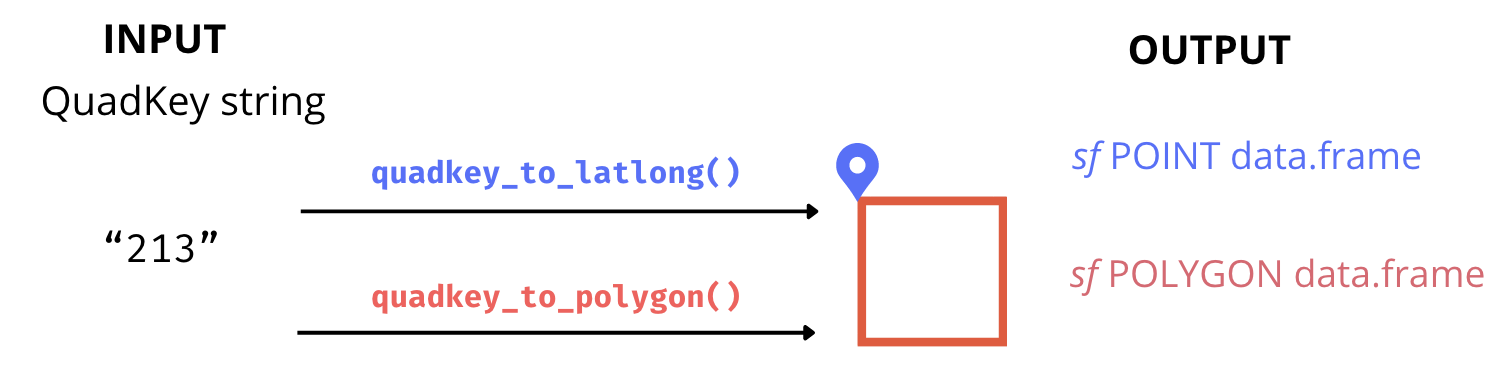 INPUT
QuadKey string
“213”
quadkey_to_latlong()
quadkey_to_polygon()
OUTPUT
sf POINT data.frame
sf POLYGON data.frame